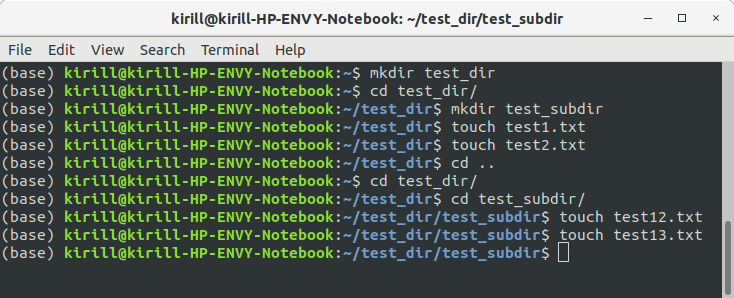 kirill@kirill-HP-ENVY-Notebook: ~/test_dir/test_subdir
File Edit View Search Terminal Help
(base) kirill@kirill-HP-ENVY-Notebook:~$ mkdir test_dir
(base) kirill@kirill-HP-ENVY-Notebook:~$ cd test_dir/
(base) kirill@kirill-HP-ENVY-Notebook:~/test_dir$ mkdir test_subdir
(base) kirill@kirill-HP-ENVY-Notebook:~/test_dir$ touch test1.txt
(base) kirill@kirill-HP-ENVY-Notebook:~/test_dir$ touch test2.txt
(base) kirill@kirill-HP-ENVY-Notebook:~/test_dir$ cd ..
(base) kirill@kirill-HP-ENVY-Notebook:~$ cd test_dir/
(base) kirill@kirill-HP-ENVY-Notebook:~/test_dir$ cd test_subdir/
(base) kirill@kirill-HP-ENVY-Notebook:~/test_dir/test_subdir$ touch test12.txt
(base) kirill@kirill-HP-ENVY-Notebook:~/test_dir/test_subdir$ touch test13.txt
(base) kirill@kirill-HP-ENVY-Notebook:~/test_dir/test_subdir$